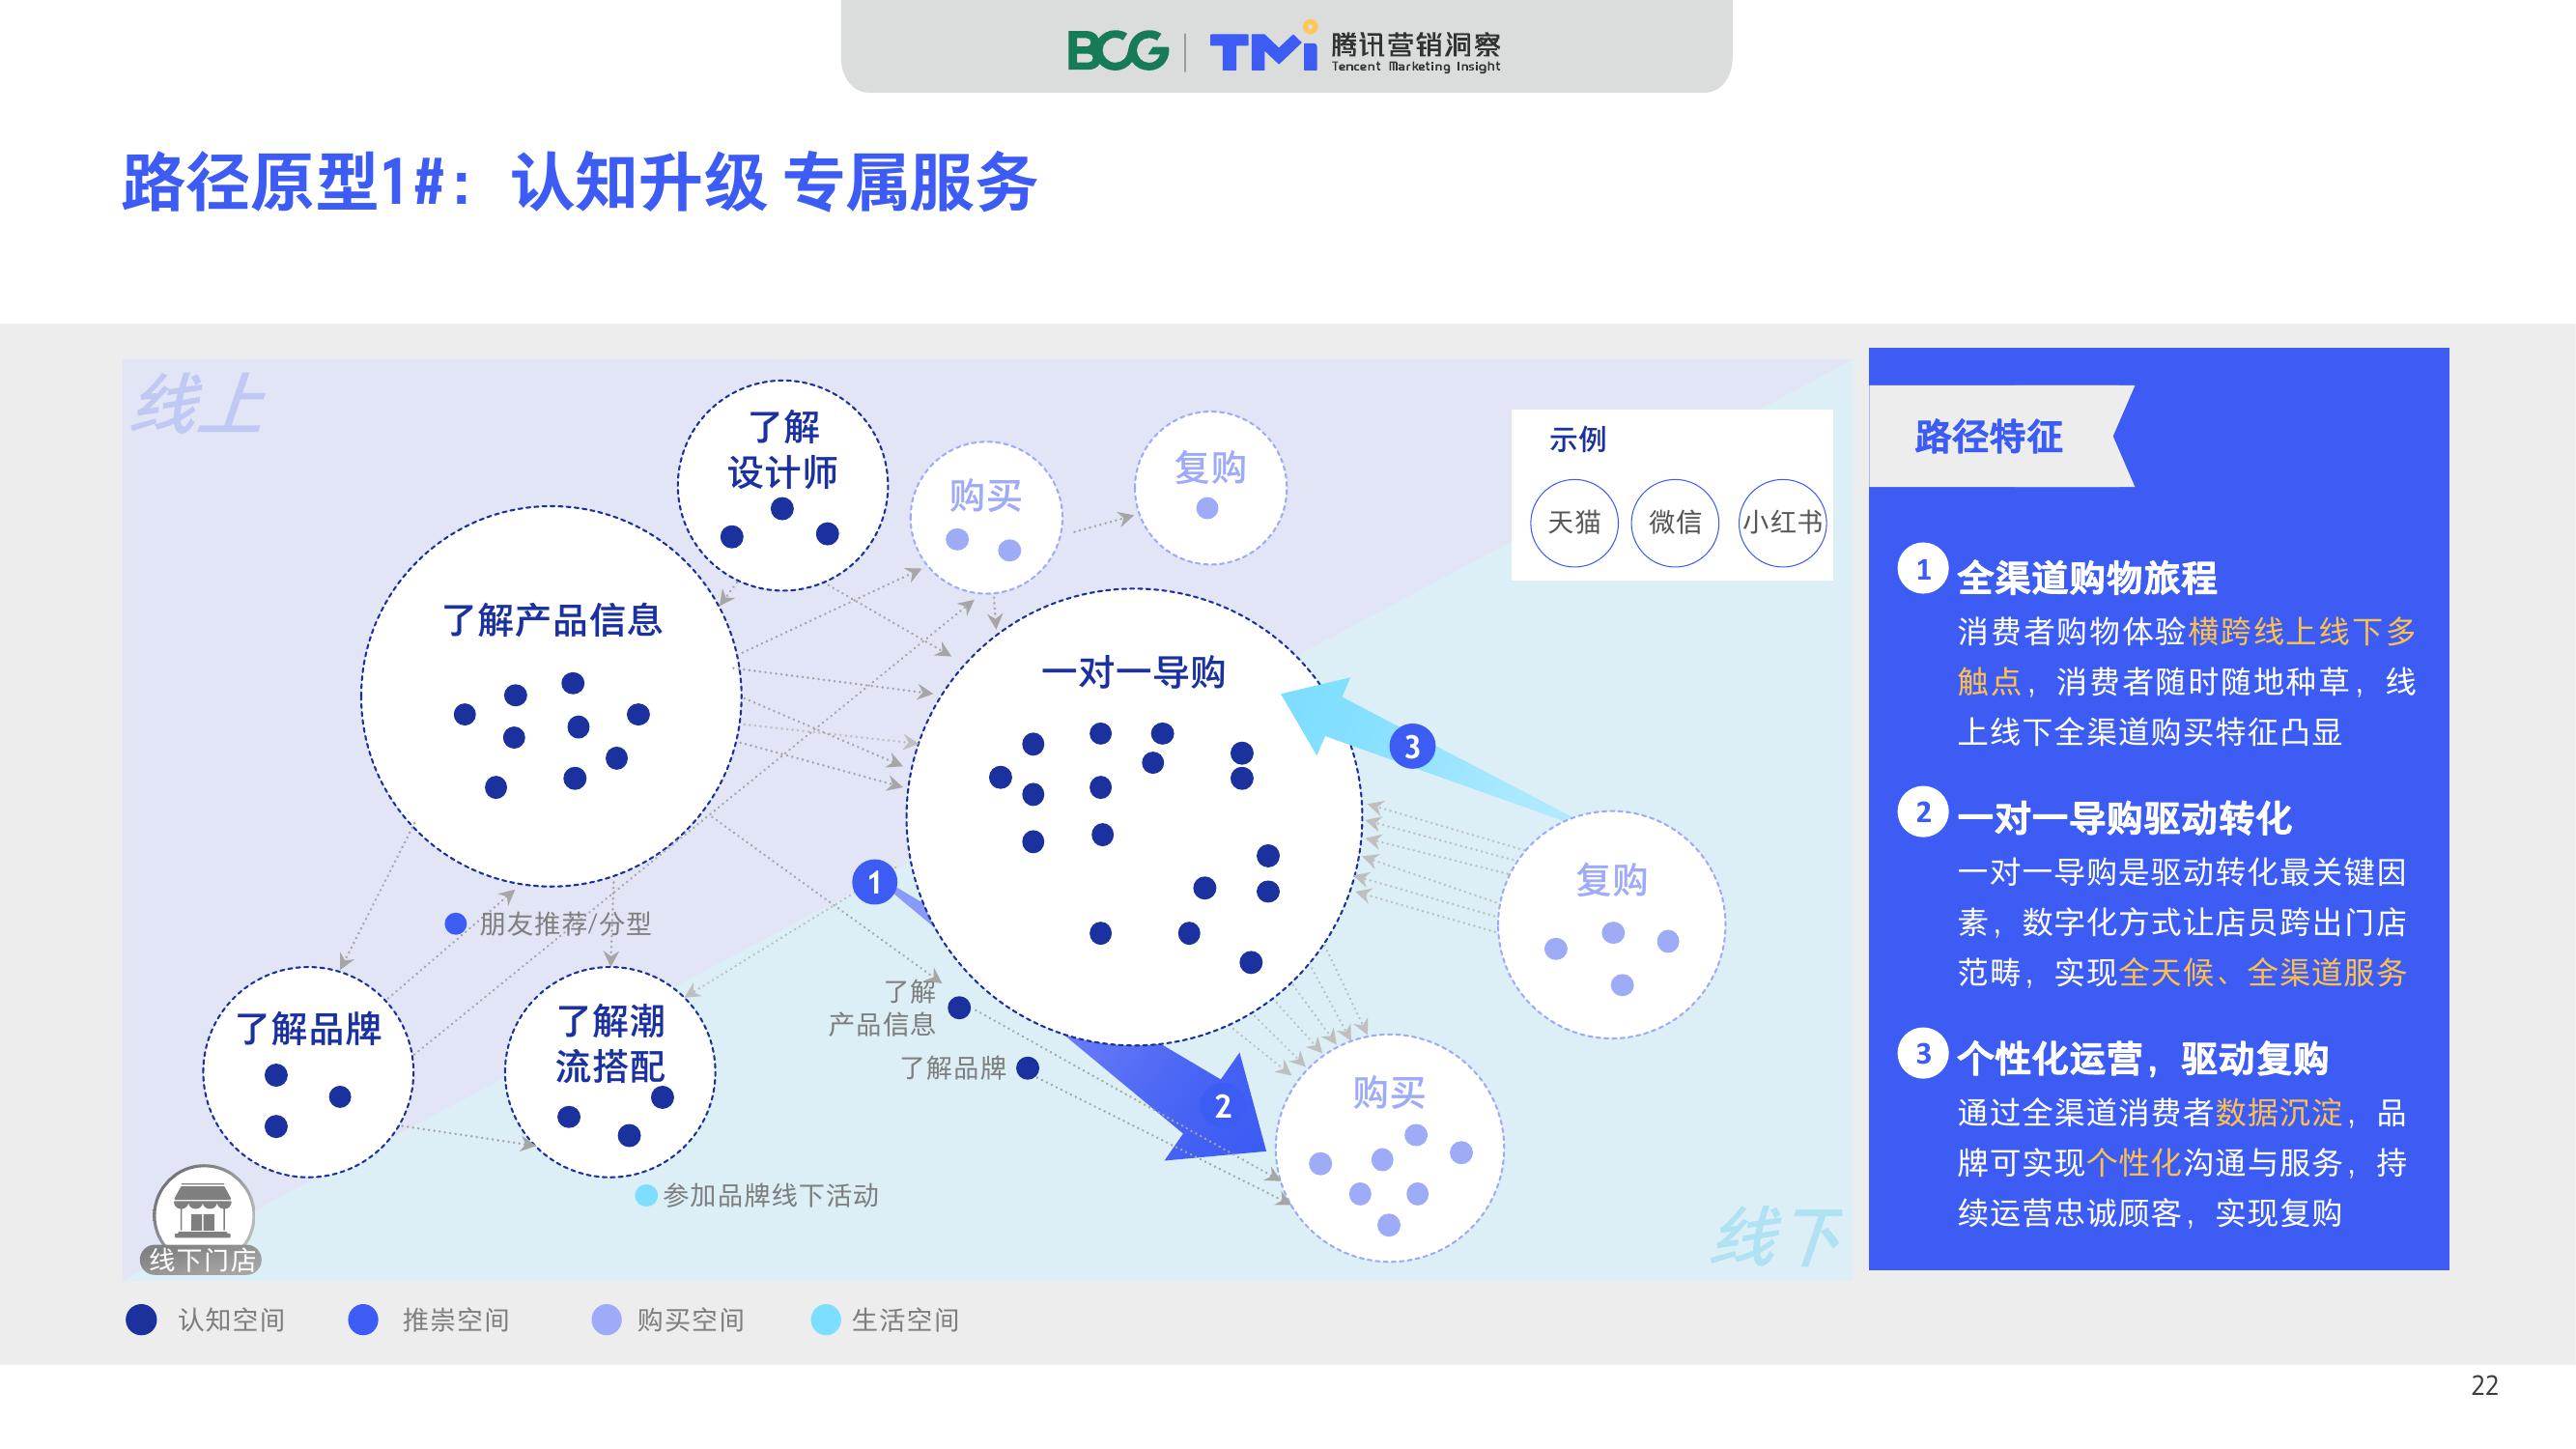 BCG
TMi 腾讯营销洞察
Tencent Marketing Insight
路径原型1#：认知升级 专属服务
线上
了解
设计师
购买
复购
示例
天猫
微信
小红书
了解产品信息
一对一导购
3
1
复购
朋友推荐/分型
了解品牌
了解潮
流搭配
了解
产品信息
了解品牌
2
购买
参加品牌线下活动
线下门店
线下
认知空间
推崇空间
购买空间
生活空间
路径特征
1 全渠道购物旅程
消费者购物体验横跨线上线下多
触点，消费者随时随地种草，线
上线下全渠道购买特征凸显
2 一对一导购驱动转化
一对一导购是驱动转化最关键因
素，数字化方式让店员跨出门店
范畴，实现全天候、全渠道服务
3 个性化运营，驱动复购
通过全渠道消费者数据沉淀，品
牌可实现个性化沟通与服务，持
续运营忠诚顾客，实现复购
22